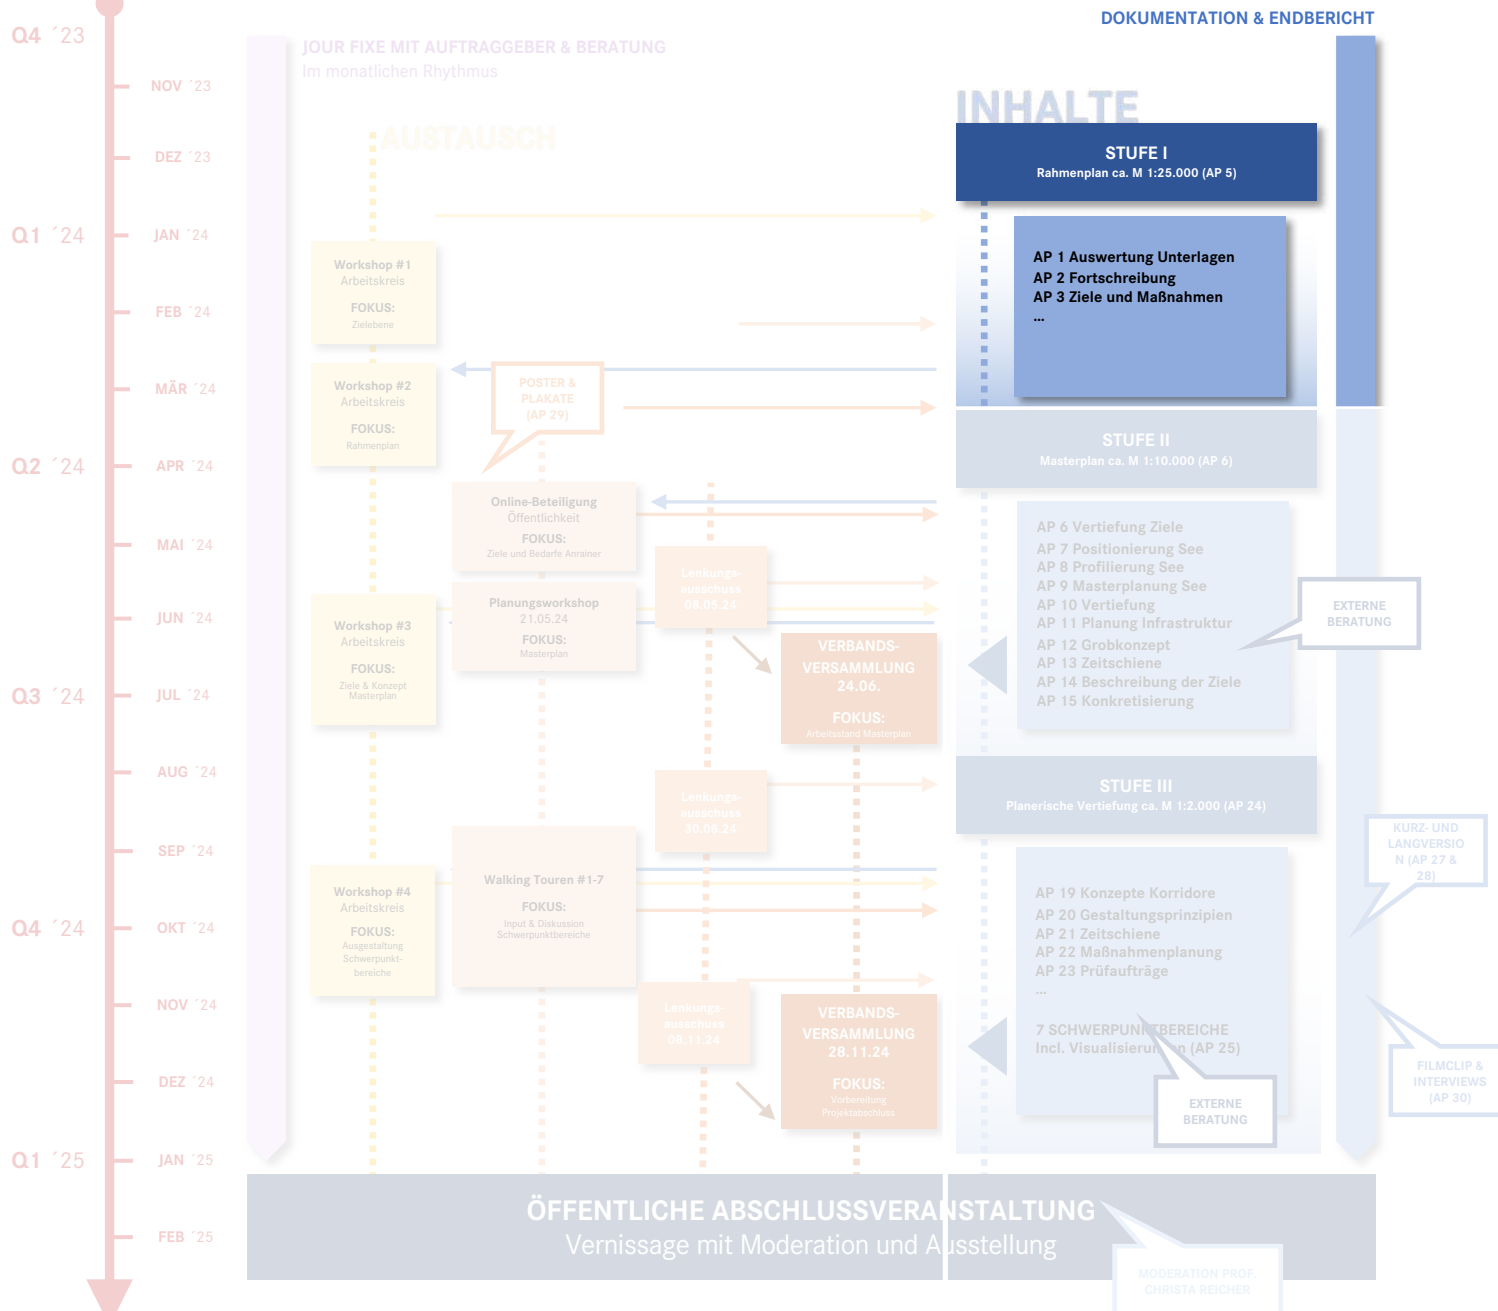 DOKUMENTATION & ENDBERICHT
Q4 ´23
JOUR FIXE MIT AUFTRAGGEBER & BERATUNG
Im monatlichen Rhythmus
NOV ´23
INHALTE
AUSTAUSCH
DEZ ´23
STUFE I
Rahmenplan ca. M 1:25.000 (AP 5)
Q1 ´24
JAN ´24
AP 1 Auswertung Unterlagen
AP 2 Fortschreibung
AP 3 Ziele und Maßnahmen
...
Workshop #1
Arbeitskreis
FOKUS:
Zielebene
FEB ´24
MÄR ´24
Workshop #2
Arbeitskreis
FOKUS:
Rahmenplan
POSTER &
PLAKATE
(AP 29)
STUFE II
Masterplan ca. M 1:10.000 (AP 6)
Q2 ´24
APR ´24
Online-Beteiligung
Öffentlichkeit
FOKUS:
Ziele und Bedarfe Anrainer
MAI ´24
Lenkungs-
ausschuss
08.05.24
AP 6 Vertiefung Ziele
AP 7 Positionierung See
AP 8 Profilierung See
AP 9 Masterplanung See
AP 10 Vertiefung
AP 11 Planung Infrastruktur
AP 12 Grobkonzept
AP 13 Zeitschiene
AP 14 Beschreibung der Ziele
AP 15 Konkretisierung
EXTERNE
BERATUNG
Planungsworkshop
21.05.24
FOKUS:
Masterplan
JUN ´24
Workshop #3
Arbeitskreis
FOKUS:
Ziele & Konzept
Masterplan
VERBANDS-
VERSAMMLUNG
24.06.
FOKUS:
Arbeitsstand Masterplan
Q3 ´24
JUL ´24
AUG ´24
Lenkungs-
ausschuss
30.08.24
STUFE III
Planerische Vertiefung ca. M 1:2.000 (AP 24)
SEP ´24
KURZ- UND
LANGVERSIO
N (AP 27 &
28)
Workshop #4
Arbeitskreis
FOKUS:
Ausgestaltung
Schwerpunkt-
bereiche
Walking Touren #1-7
FOKUS:
Input & Diskussion
Schwerpunktbereiche
AP 19 Konzepte Korridore
AP 20 Gestaltungsprinzipien
AP 21 Zeitschiene
AP 22 Maßnahmenplanung
AP 23 Prüfaufträge
...
7 SCHWERPUNKTBEREICHE
Incl. Visualisierungen (AP 25)
Q4 ´24
OKT ´24
NOV ´24
Lenkungs-
ausschuss
08.11.24
VERBANDS-
VERSAMMLUNG
28.11.24
FOKUS:
Vorbereitung
Projektabschluss
DEZ ´24
EXTERNE
BERATUNG
FILMCLIP &
INTERVIEWS
(AP 30)
Q1 ´25
JAN ´25
ÖFFENTLICHE ABSCHLUSSVERANSTALTUNG
Vernissage mit Moderation und Ausstellung
FEB ´25
MODERATION PROF.
CHRISTA REICHER